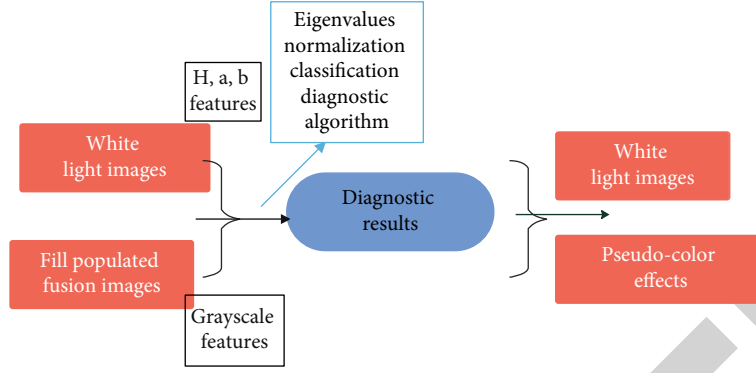 Eigenvalues
normalization
classification
diagnostic
algorithm
H, a, b
features
White
light images
Fill populated
fusion images
Grayscale
features
Diagnostic
results
White
light images
Pseudo-color
effects